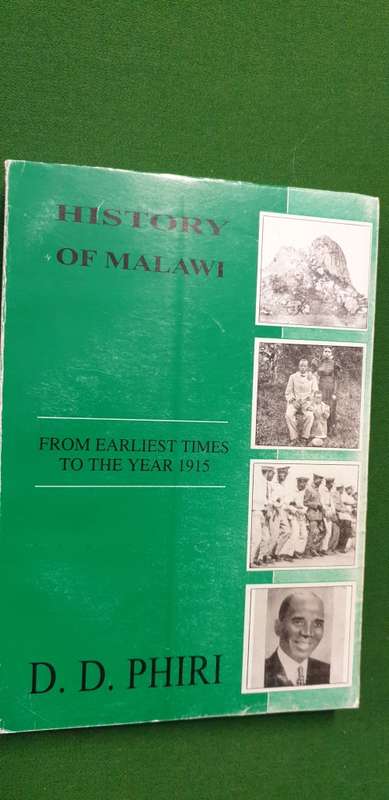 HISTORY
OF MALAWI
FROM EARLIEST TIMES
TO THE YEAR 1915
D. D. PHIRI